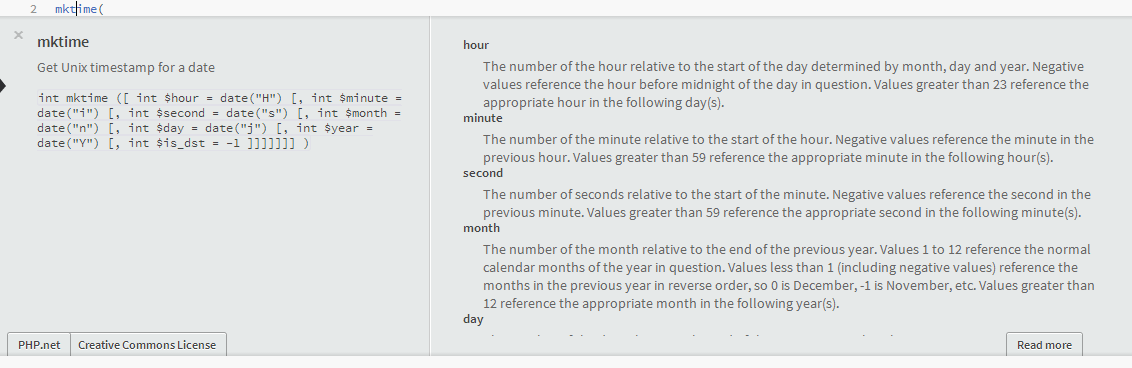 2 mktime(
× mktime
Get Unix timestamp for a date
int mktime ([ int $hour = date("H") [, int $minute =
date("i") [, int $second = date("s") [, int $month =
date("n") [, int $day = date("j") [, int $year =
date("Y") [, int $is_dst = -1 ]]]]]]] )
PHP.net
Creative Commons License
hour
The number of the hour relative to the start of the day determined by month, day and year. Negative
values reference the hour before midnight of the day in question. Values greater than 23 reference the
appropriate hour in the following day(s).
minute
The number of the minute relative to the start of the hour. Negative values reference the minute in the
previous hour. Values greater than 59 reference the appropriate minute in the following hour(s).
second
The number of seconds relative to the start of the minute. Negative values reference the second in the
previous minute. Values greater than 59 reference the appropriate second in the following minute(s).
month
The number of the month relative to the end of the previous year. Values 1 to 12 reference the normal
calendar months of the year in question. Values less than 1 (including negative values) reference the
months in the previous year in reverse order, so 0 is December, -1 is November, etc. Values greater than
12 reference the appropriate month in the following year(s).
day
Read more